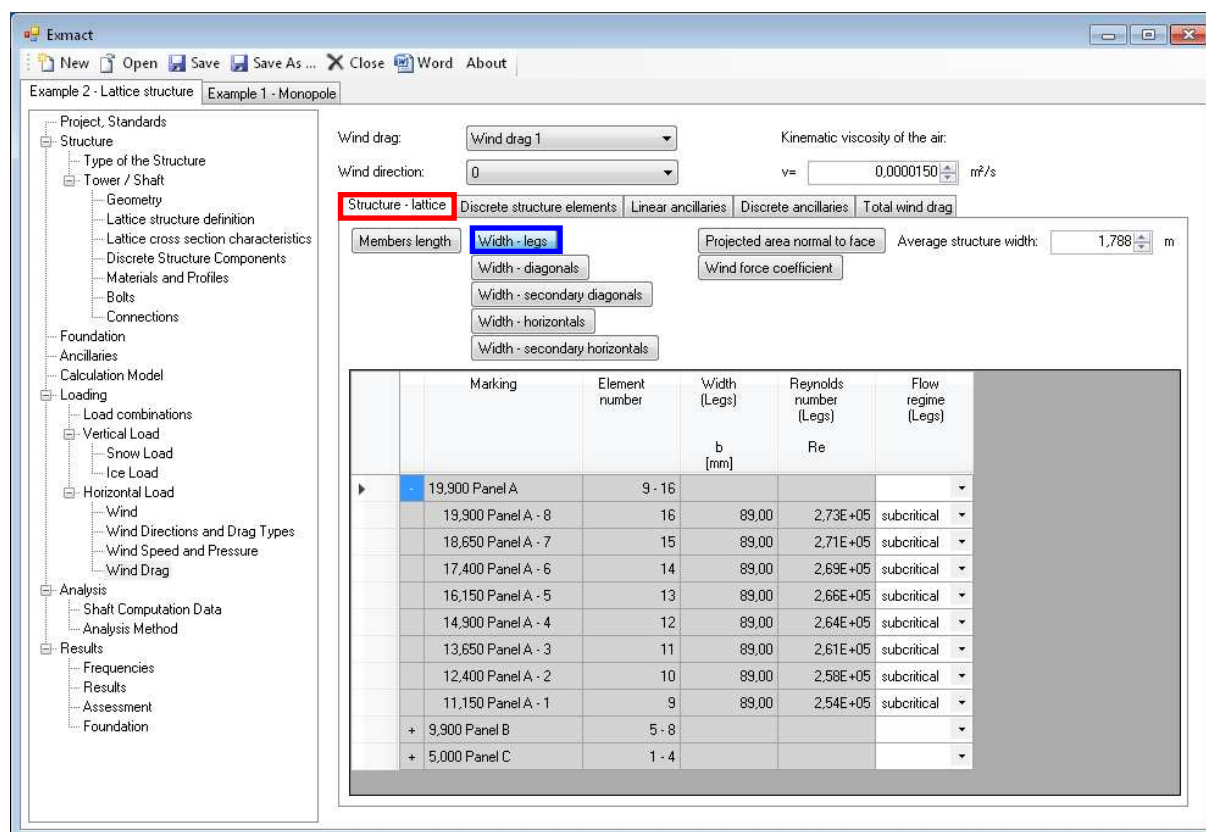 Exmact
New Open Save Save As ... Close Word About
Example 2 - Lattice structure Example 1 - Monopole
Project, Standards
Structure
Type of the Structure
Tower / Shaft
Geometry
Lattice structure definition
Lattice cross section characteristics
Discrete Structure Components
Materials and Profiles
Bolts
Connections
Foundation
Ancillaries
Calculation Model
Loading
Load combinations
Vertical Load
Snow Load
Ice Load
Horizontal Load
Wind
Wind Directions and Drag Types
Wind Speed and Pressure
Wind Drag
Analysis
Shaft Computation Data
Analysis Method
Results
Frequencies
Results
Assessment
Foundation
Wind drag: Wind drag 1 Kinematic viscosity of the air:
Wind direction: 0 v= 0,0000150 m²/s
Structure - lattice Discrete structure elements Linear ancillaries Discrete ancillaries Total wind drag
Members length Width - legs Projected area normal to face Average structure width: 1,788 m
Width - diagonals Wind force coefficient
Width - secondary diagonals
Width - horizontals
Width - secondary horizontals
Marking Element Width Reynolds Flow
number (Legs) number regime
(Legs) (Legs)
b Re
[mm]
- 19,900 Panel A 9 - 16
19,900 Panel A - 8 16 89,00 2,73E+05 subcritical
18,650 Panel A - 7 15 89,00 2,71E+05 subcritical
17,400 Panel A - 6 14 89,00 2,69E+05 subcritical
16,150 Panel A - 5 13 89,00 2,66E+05 subcritical
14,900 Panel A - 4 12 89,00 2,64E+05 subcritical
13,650 Panel A - 3 11 89,00 2,61E+05 subcritical
12,400 Panel A - 2 10 89,00 2,58E+05 subcritical
11,150 Panel A - 1 9 89,00 2,54E+05 subcritical
+ 9,900 Panel B 5 - 8
+ 5,000 Panel C 1 - 4